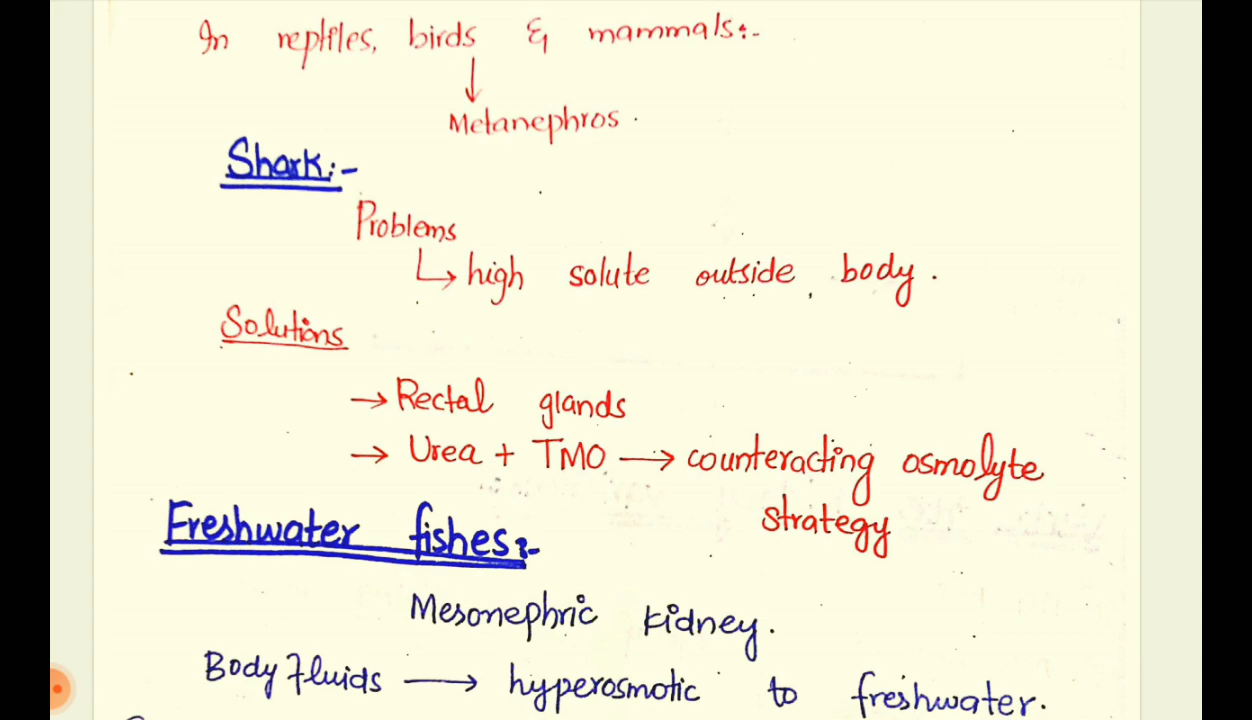 In reptiles, birds & mammals:-
↓
Metanephros.
Shark:-
Problems
↳ high solute outside body.
Solutions
→ Rectal glands
→ Urea + TMO → counteracting osmolyte
strategy
Freshwater fishes:-
Mesonephric kidney.
Body fluids → hyperosmotic to freshwater.